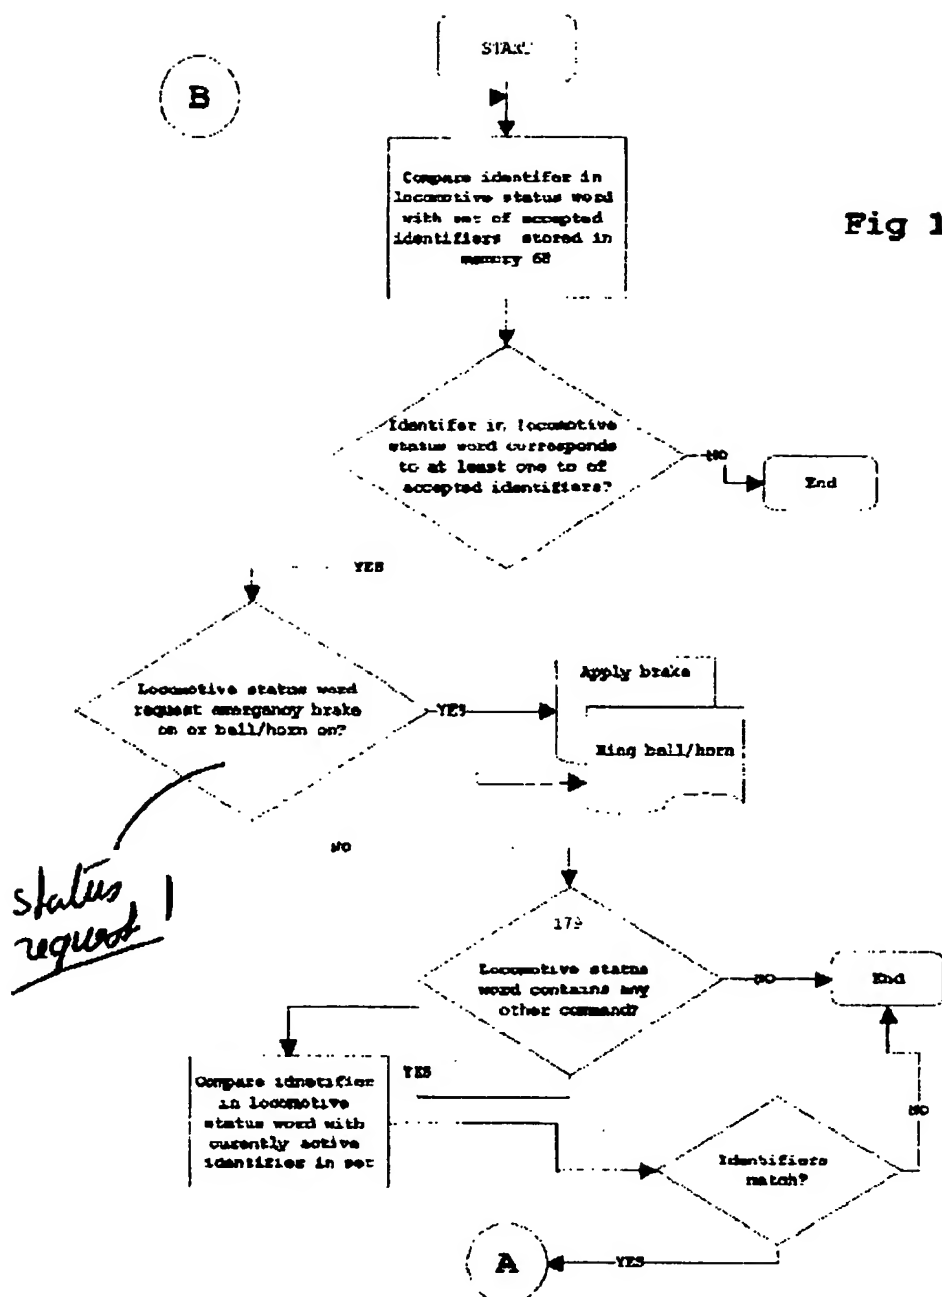 START
B
Compare identifer in
locomotive status word
with set of accepted
identifiers stored in
memory 68
Fig 1
Identifer in locomotive
status word corresponds
to at least one to of
accepted identifiers?
NO
End
YES
Locomotive status word
request emergancy brake
on or bell/horn on?
YES
Apply brake
Ring bell/horn
NO
status
request 1
179
Locomotive status
word contains any
other command?
NO
End
YES
Compare idnetifier
in locomotive
status word with
curently active
identifier in set
NO
Identifiers
match?
A
YES